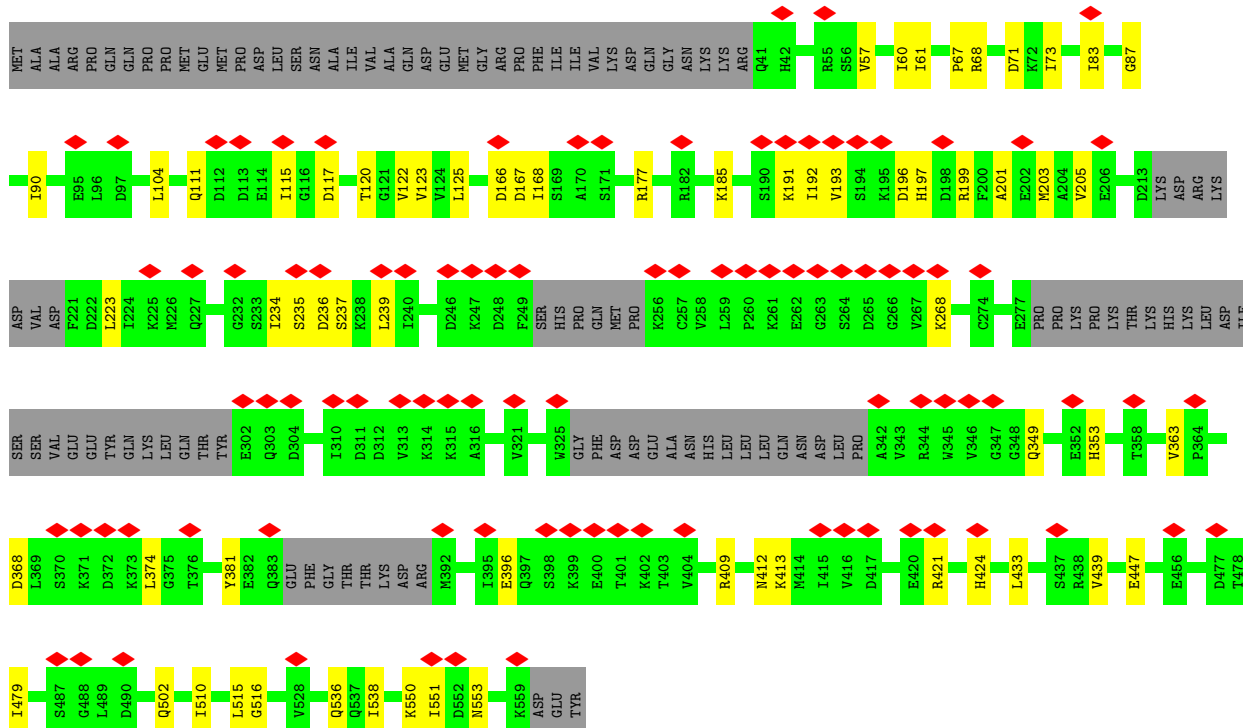 MET ALA ALA ARG PRO PRO GLN GLN PRO PRO MET GLU MET PRO ASP LEU SER ASN ALA ILE VAL ALA GLN ASP GLU MET GLY ARG PRO PHE ILE ILE VAL LYS ASP GLN GLY ASN LYS LYS ARG Q41 H42 R55 S56 V57 I60 I61 P67 R68 D71 K72 I73 I83 G87
I90 E95 L96 D97 L104 Q111 D112 D113 E114 I115 G116 D117 T120 G121 V122 V123 V124 L125 D166 D167 I168 S169 A170 S171 R177 R182 K185 S190 K191 I192 V193 S194 K195 D196 H197 D198 R199 F200 A201 E202 M203 A204 V205 E206 D213 LYS ASP ARG LYS
ASP VAL ASP F221 D222 L223 I224 K225 M226 Q227 G232 S233 I234 S235 D236 S237 K238 L239 I240 D246 K247 D248 F249 SER HIS PRO GLN MET PRO K256 C257 V258 L259 P260 K261 E262 G263 S264 D265 G266 V267 K268 C274 E277 PRO PRO LYS PRO LYS THR LYS HIS LYS LEU ASP ILE
SER SER VAL GLU GLU TYR GLN LYS LEU GLN THR TYR E302 Q303 D304 I310 D311 D312 V313 K314 K315 A316 V321 W325 GLY PHE ASP ASP GLU ALA ASN HIS LEU LEU LEU GLN ASN ASP LEU PRO A342 V343 R344 W345 V346 G347 G348 Q349 E352 H353 T358 V363 P364
D368 L369 S370 K371 D372 K373 L374 G375 T376 Y381 E382 Q383 GLU PHE GLY THR THR LYS ASP ARG M392 I395 E396 Q397 S398 K399 E400 T401 K402 T403 V404 R409 N412 K413 M414 I415 V416 D417 E420 R421 H424 L433 S437 R438 V439 E447 E456 D477 T478
I479 S487 G488 L489 D490 Q502 I510 L515 G516 V528 Q536 Q537 I538 K550 I551 D552 N553 K559 ASP GLU TYR